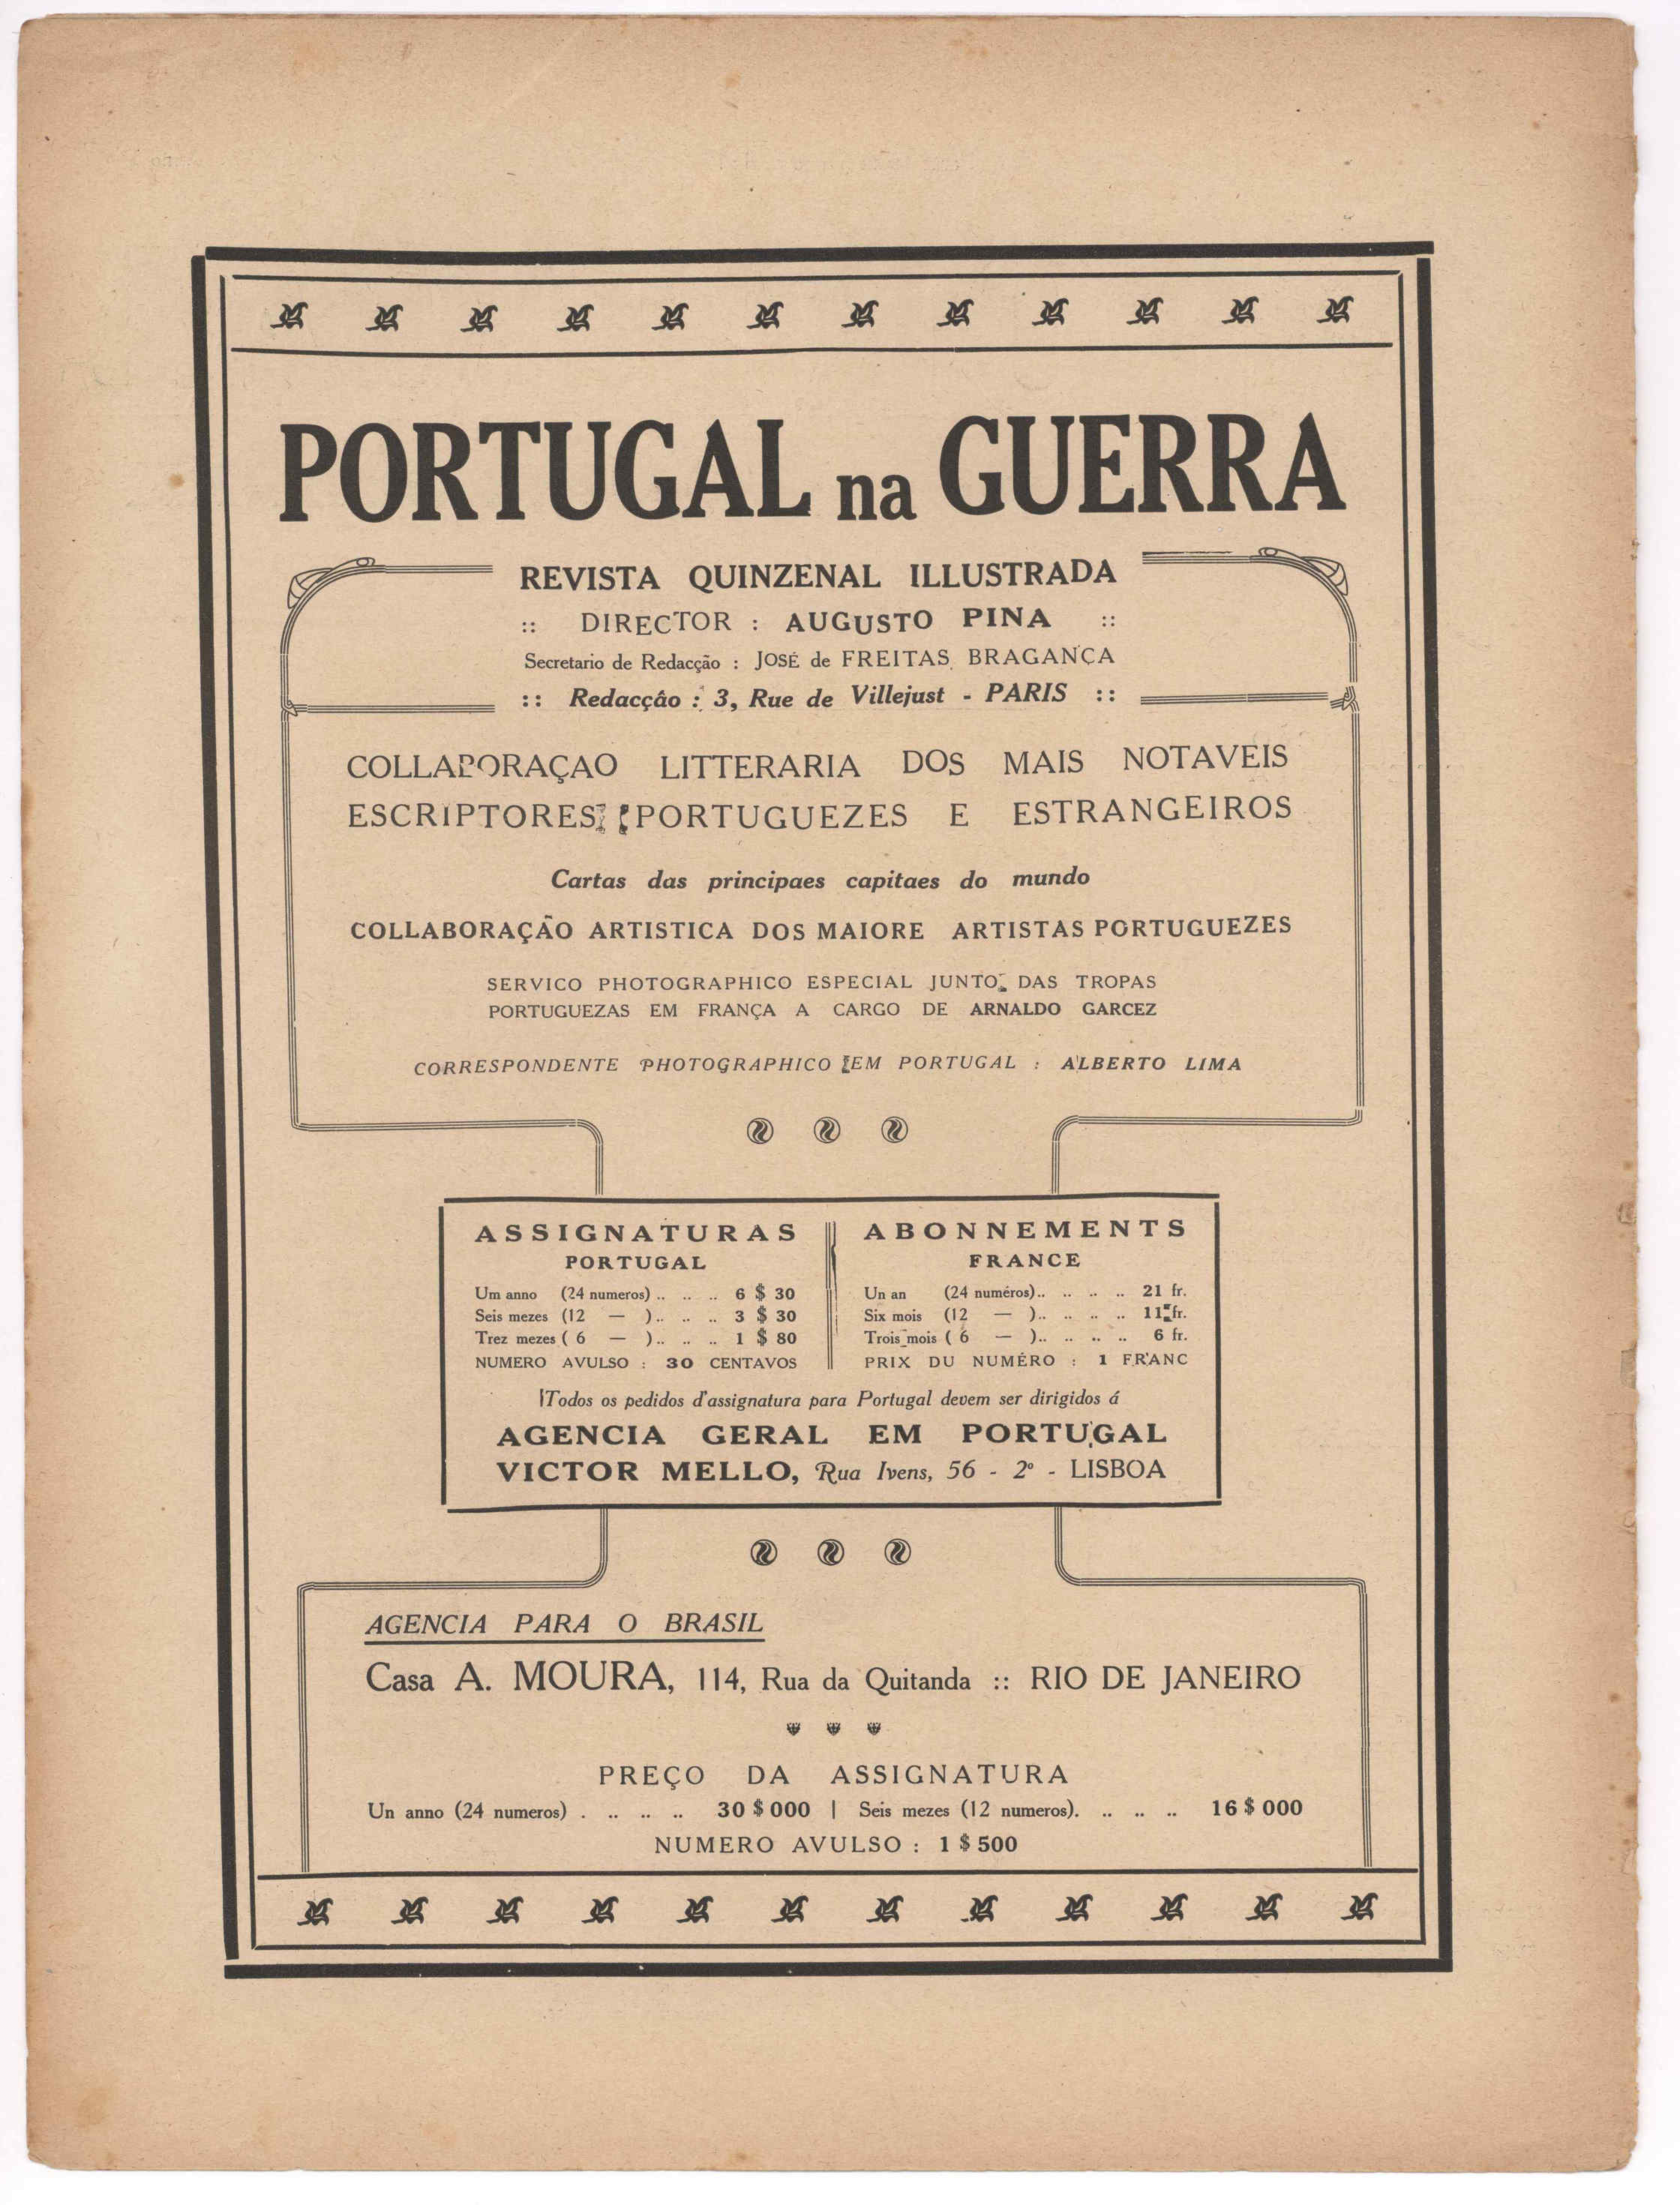 PORTUGAL na GUERRA
REVISTA QUINZENAL ILLUSTRADA
:: DIRECTOR : AUGUSTO PINA ::
Secretario de Redacção : JOSÉ de FREITAS BRAGANÇA
:: Redacção : 3, Rue de Villejust - PARIS ::
COLLABORAÇAO LITTERARIA DOS MAIS NOTAVEIS
ESCRIPTORES PORTUGUEZES E ESTRANGEIROS
Cartas das principaes capitaes do mundo
COLLABORAÇÃO ARTISTICA DOS MAIORE ARTISTAS PORTUGUEZES
SERVICO PHOTOGRAPHICO ESPECIAL JUNTO DAS TROPAS
PORTUGUEZAS EM FRANÇA A CARGO DE ARNALDO GARCEZ
CORRESPONDENTE PHOTOGRAPHICO EM PORTUGAL : ALBERTO LIMA
ASSIGNATURAS
PORTUGAL
Um anno (24 numeros) .. .. .. 6 $ 30
Seis mezes (12 — ).. .. .. 3 $ 30
Trez mezes ( 6 — ).. .. .. 1 $ 80
NUMERO AVULSO : 30 CENTAVOS
ABONNEMENTS
FRANCE
Un an (24 numéros).. .. .. .. 21 fr.
Six mois (12 — ).. .. .. .. 11 fr.
Trois mois ( 6 — ).. .. .. .. 6 fr.
PRIX DU NUMÉRO : 1 FRANC
Todos os pedidos d'assignatura para Portugal devem ser dirigidos á
AGENCIA GERAL EM PORTUGAL
VICTOR MELLO, Rua Ivens, 56 - 2º - LISBOA
AGENCIA PARA O BRASIL
Casa A. MOURA, 114, Rua da Quitanda :: RIO DE JANEIRO
PREÇO DA ASSIGNATURA
Un anno (24 numeros) . .. .. .. 30 $ 000 | Seis mezes (12 numeros). .. .. .. 16 $ 000
NUMERO AVULSO : 1 $ 500